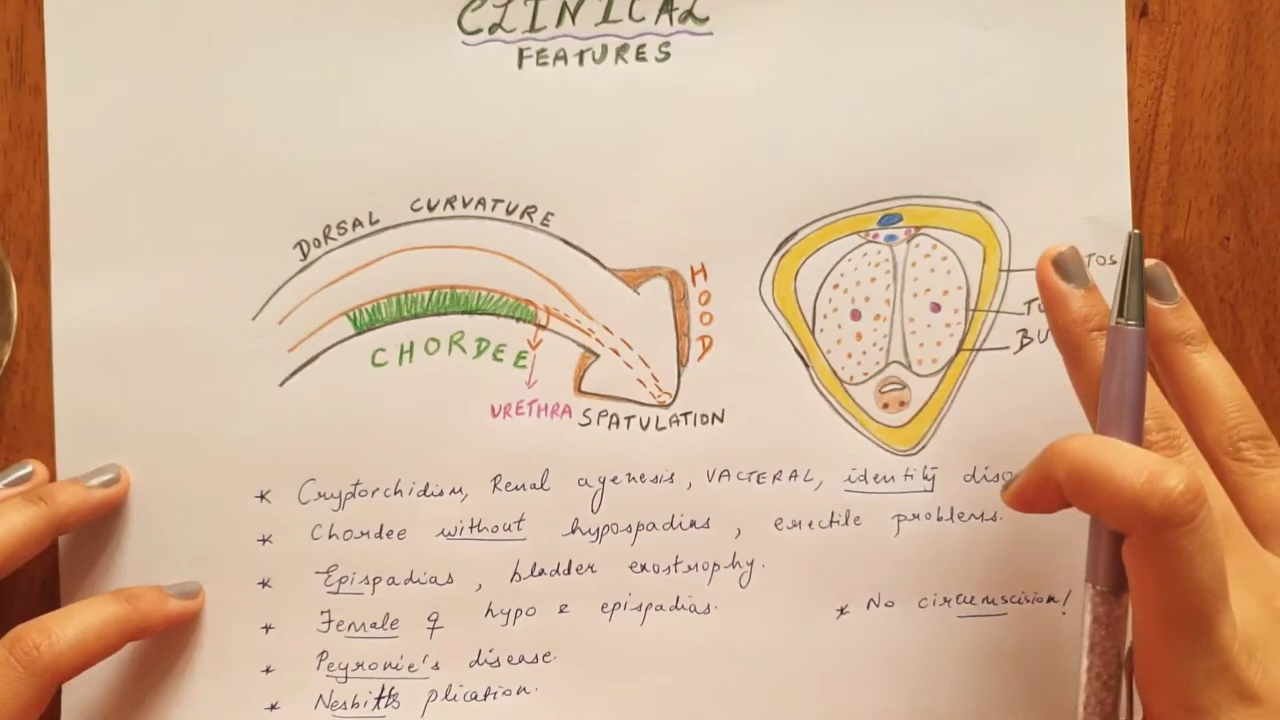 CLINICAL
FEATURES
DORSAL CURVATURE
HOOD
CHORDEE
URETHRA
SPATULATION
* Cryptorchidism, Renal agenesis, VACTERAL, identity
* Chordee without hypospadias, erectile problems.
* Epispadias, bladder exostrophy.
* Female ♀ hypo & epispadias.
* No circumscision!
* Peyronie's disease.
* Nesbitts plication.